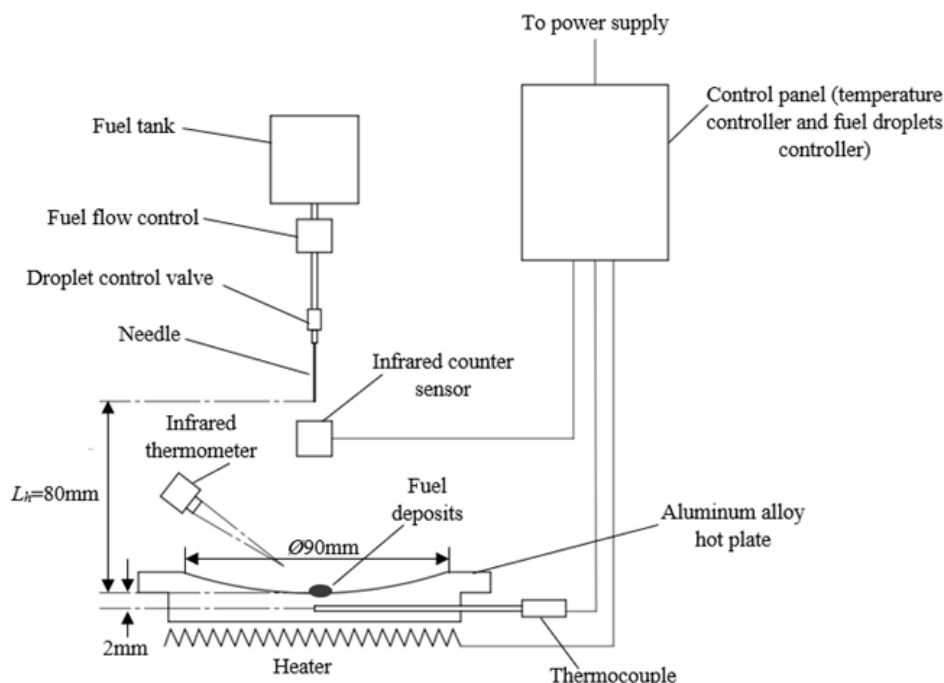 To power supply
Fuel tank
Control panel (temperature
controller and fuel droplets
controller)
Fuel flow control
Droplet control valve
Needle
Infrared counter
sensor
Infrared
thermometer
Lh=80mm
Fuel
deposits
Aluminum alloy
hot plate
Ø90mm
2mm
Heater
Thermocouple